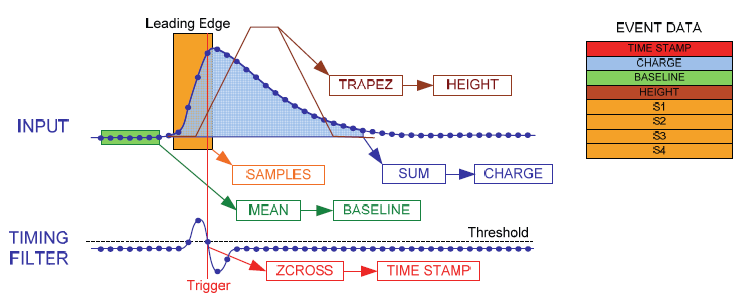 Leading Edge
EVENT DATA
TIME STAMP
CHARGE
BASELINE
HEIGHT
S1
S2
S3
S4
TRAPEZ
HEIGHT
INPUT
SAMPLES
SUM
CHARGE
MEAN
BASELINE
TIMING
FILTER
Threshold
ZCROSS
TIME STAMP
Trigger